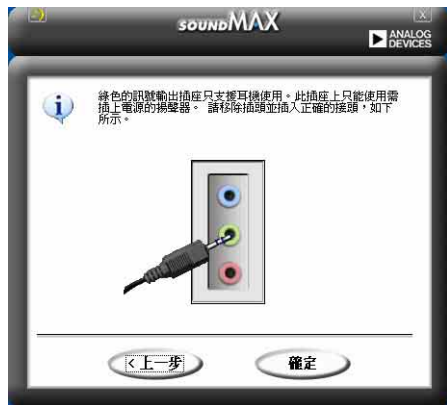 SOUNDMAX
ANALOG
DEVICES
綠色的訊號輸出插座只支援耳機使用。此插座上只能使用需
插上電源的揚聲器。 請移除插頭並插入正確的接頭，如下
所示。
<上一步
確定